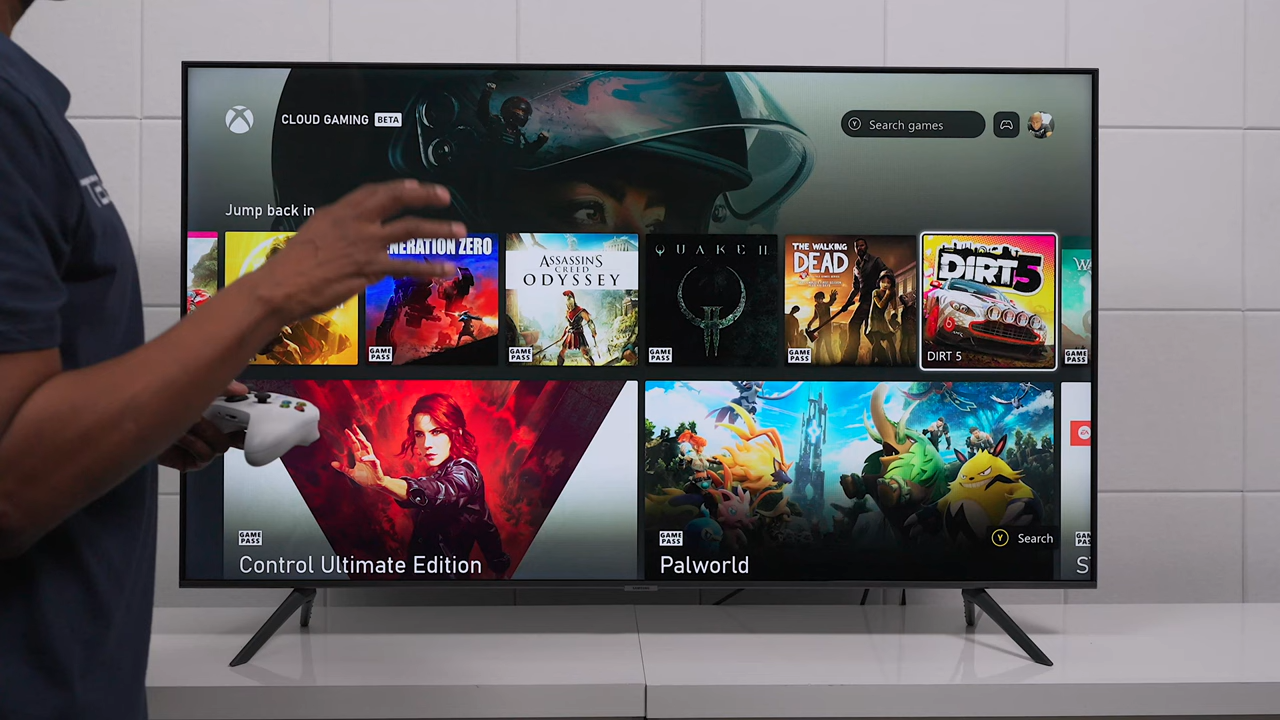 CLOUD GAMING BETA
Y Search games
Jump back in
NERATION ZERO
GAME PASS
ASSASSIN'S
CREED
ODYSSEY
GAME PASS
QUAKE II
GAME PASS
THE WALKING
DEAD
GAME PASS
DIRT 5
DIRT 5
GAME PASS
GAME PASS
Control Ultimate Edition
GAME PASS
Palworld
Y Search
EA